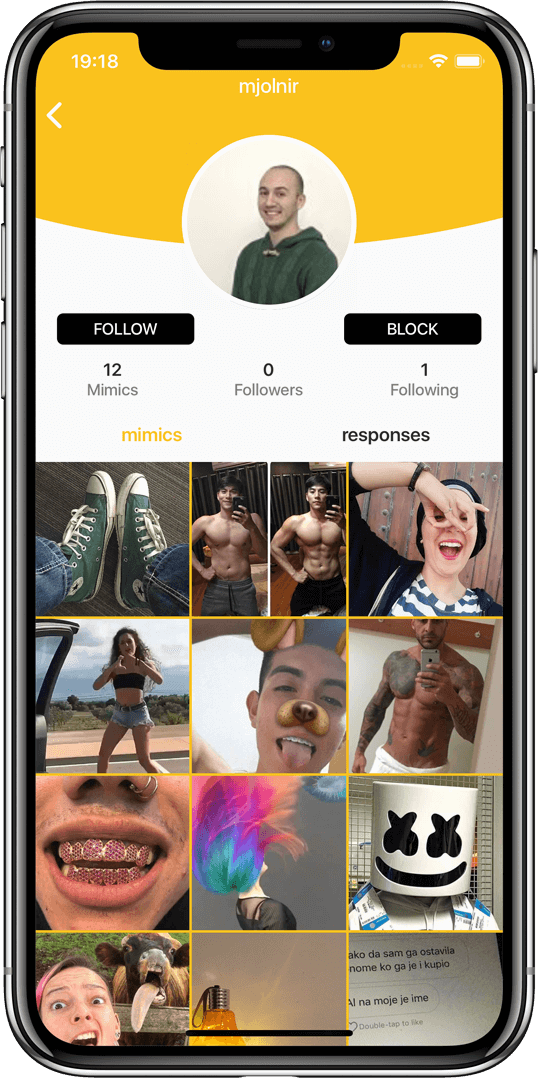 19:18
mjolnir
FOLLOW
BLOCK
12
0
1
Mimics
Followers
Following
mimics
responses
ako da sam ga ostavila
nome ko ga je i kupio
AI na moje je ime
Double-tap to like